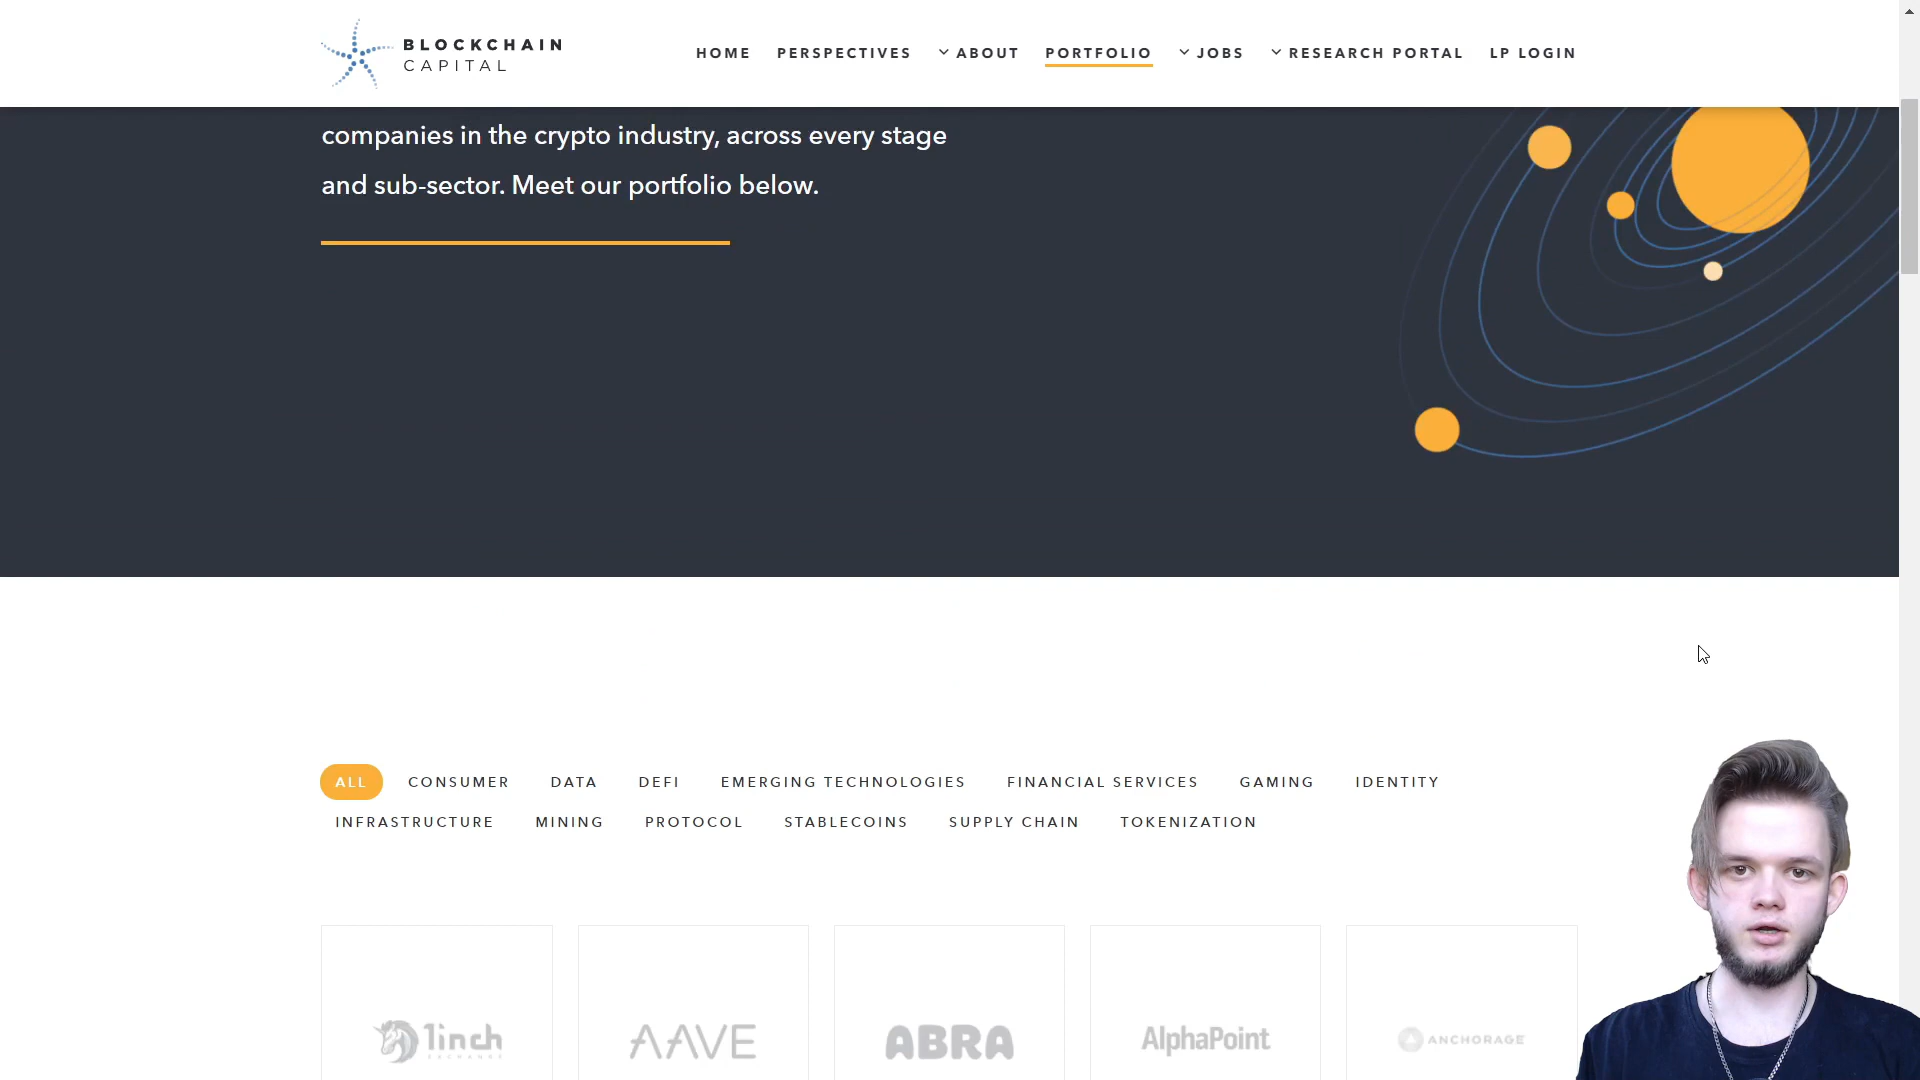 BLOCKCHAIN
CAPITAL
HOME PERSPECTIVES ABOUT PORTFOLIO JOBS RESEARCH PORTAL LP LOGIN
companies in the crypto industry, across every stage
and sub-sector. Meet our portfolio below.
ALL CONSUMER DATA DEFI EMERGING TECHNOLOGIES FINANCIAL SERVICES GAMING IDENTITY
INFRASTRUCTURE MINING PROTOCOL STABLECOINS SUPPLY CHAIN TOKENIZATION
1inch AAVE ABRA AlphaPoint ANCHORAGE
EXCHANGE